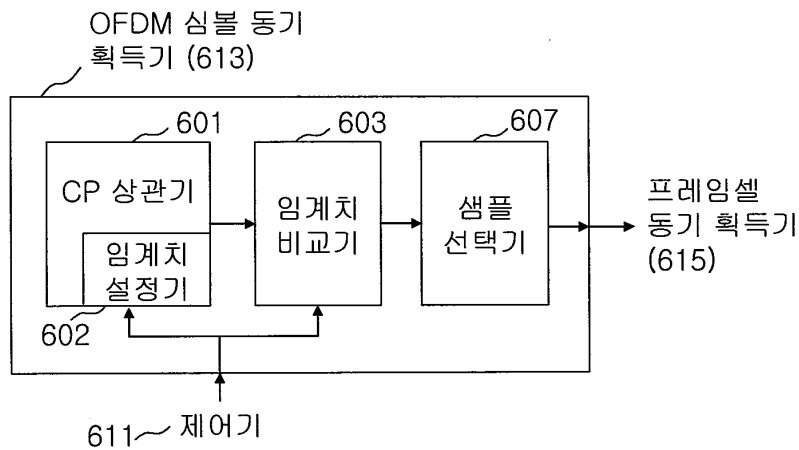 OFDM 심볼 동기
획득기 (613)
601
603
607
CP 상관기
임계치
설정기
602
임계치
비교기
샘플
선택기
프레임셀
동기 획득기
(615)
611
제어기